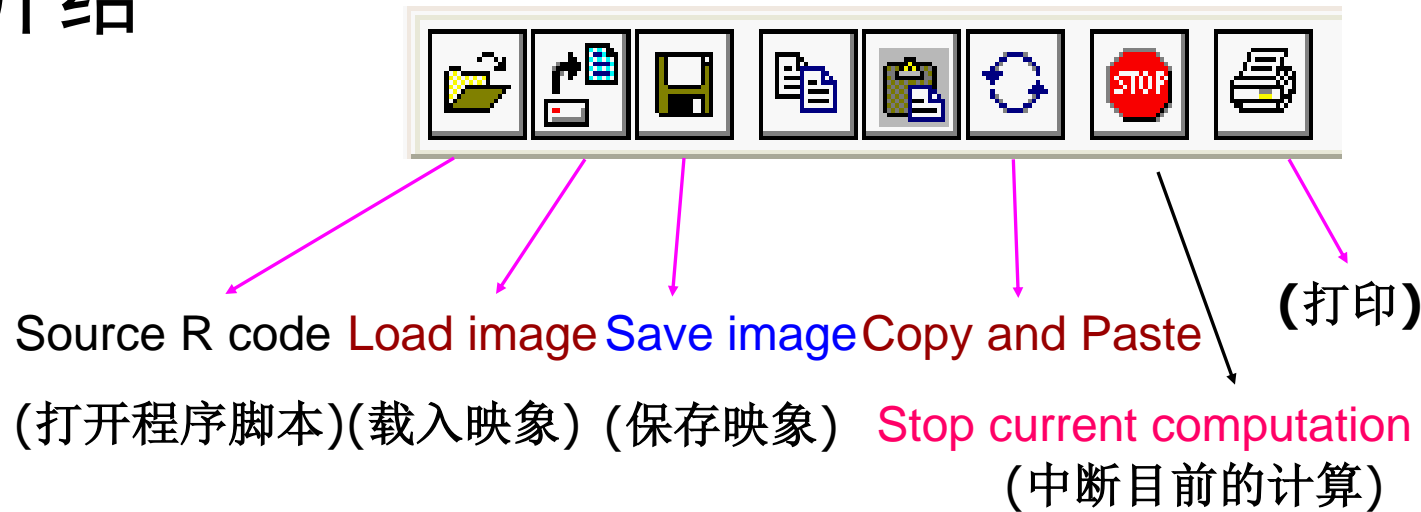 介绍
STOP
(打印)
Source R code Load image Save image Copy and Paste
(打开程序脚本)(载入映象) (保存映象)
Stop current computation
(中断目前的计算)